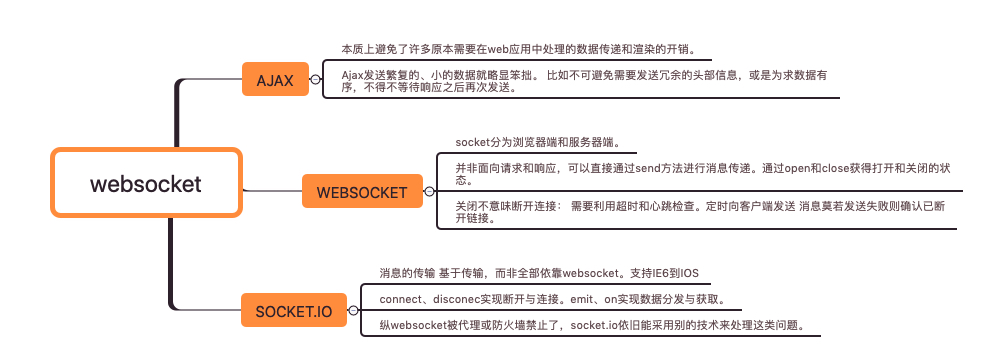 websocket
AJAX
本质上避免了许多原本需要在web应用中处理的数据传递和渲染的开销。
Ajax发送繁复的、小的数据就略显笨拙。 比如不可避免需要发送冗余的头部信息，或是为求数据有
序，不得不等待响应之后再次发送。
WEBSOCKET
socket分为浏览器端和服务器端。
并非面向请求和响应，可以直接通过send方法进行消息传递。通过open和close获得打开和关闭的状
态。
关闭不意味断开连接： 需要利用超时和心跳检查。定时向客户端发送 消息莫若发送失败则确认已断
开链接。
SOCKET.IO
消息的传输 基于传输，而非全部依靠websocket。支持IE6到IOS
connect、disconec实现断开与连接。emit、on实现数据分发与获取。
纵websocket被代理或防火墙禁止了，socket.io依旧能采用别的技术来处理这类问题。